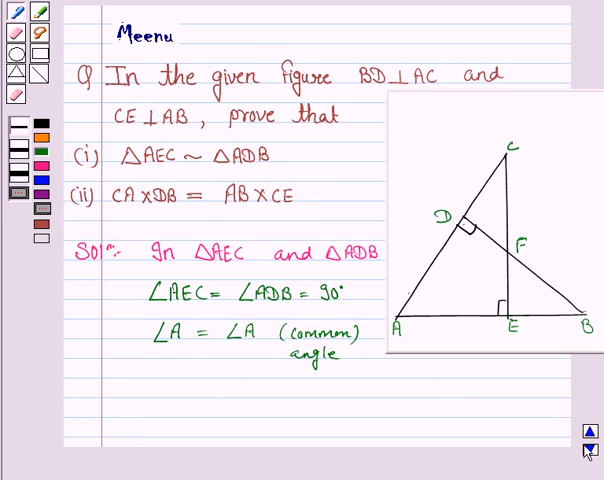 Meenu
Q In the given figure BD⊥AC and
CE⊥AB, prove that
(i) △AEC ~ △ADB
(ii) CA×DB = AB×CE
Solⁿ:- In △AEC and △ADB
∠AEC = ∠ADB = 90°
∠A = ∠A (common)
angle
C
D
F
A
E
B